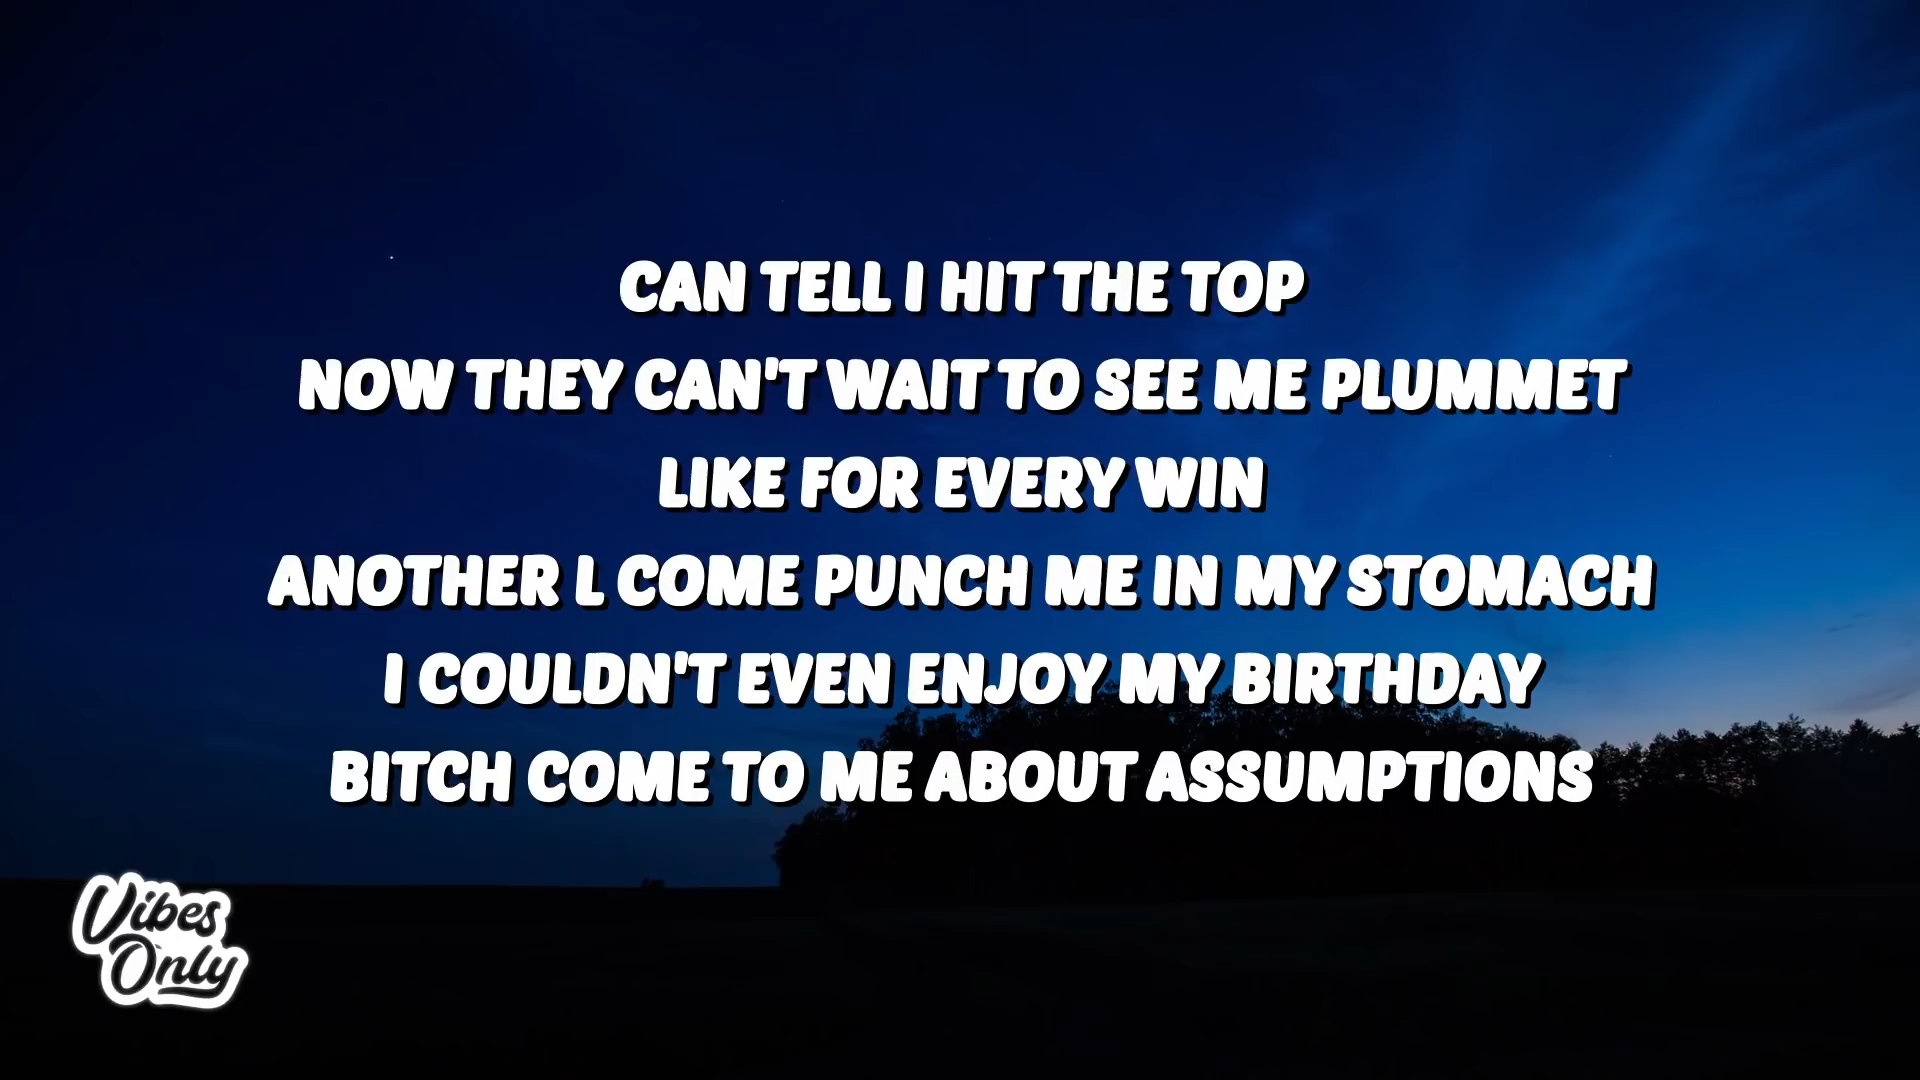 CAN TELL I HIT THE TOP
NOW THEY CAN'T WAIT TO SEE ME PLUMMET
LIKE FOR EVERY WIN
ANOTHER L COME PUNCH ME IN MY STOMACH
I COULDN'T EVEN ENJOY MY BIRTHDAY
BITCH COME TO ME ABOUT ASSUMPTIONS
Vibes
Only